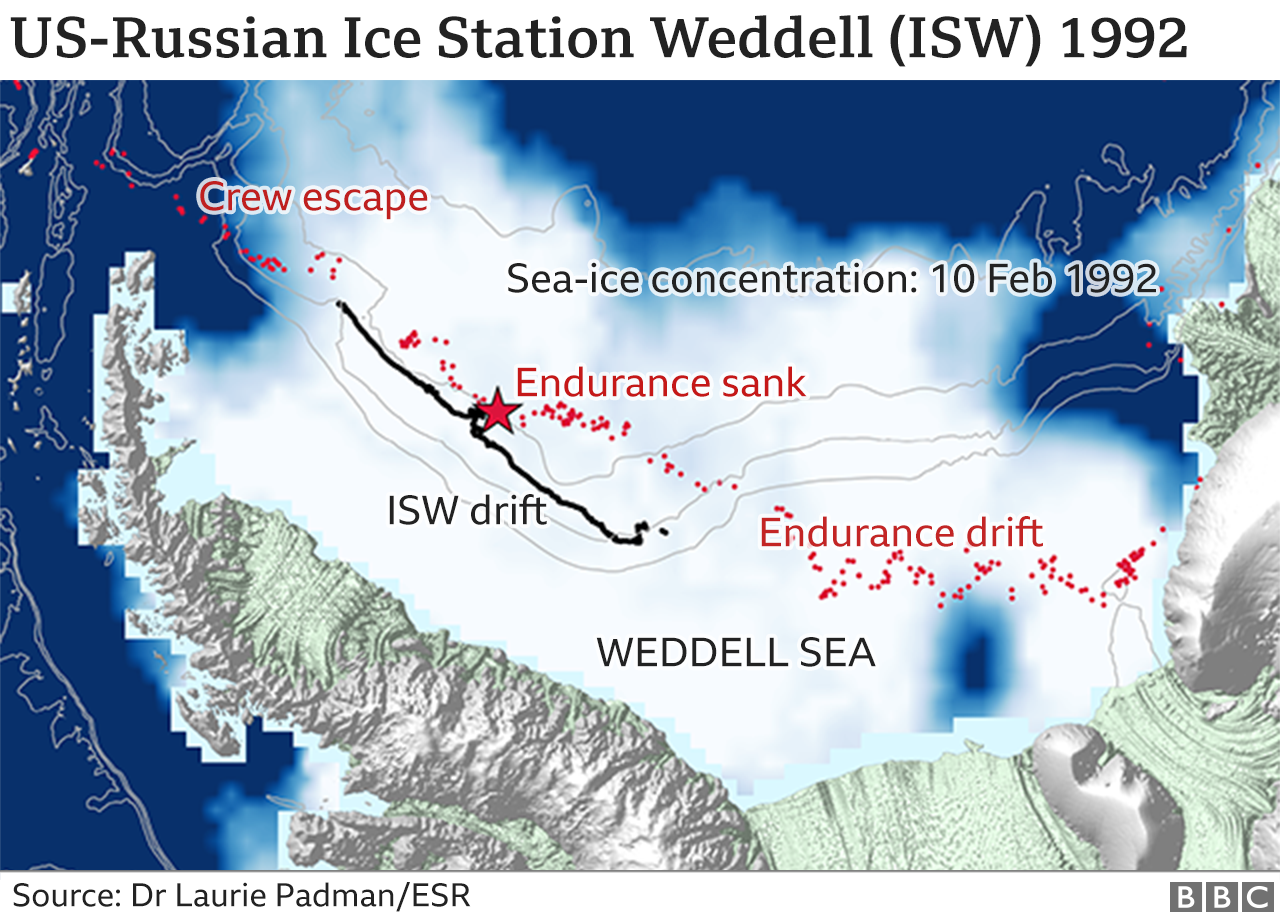 US-Russian Ice Station Weddell (ISW) 1992
Crew escape
Sea-ice concentration: 10 Feb 1992
Endurance sank
ISW drift
Endurance drift
WEDDELL SEA
Source: Dr Laurie Padman/ESR
BBC